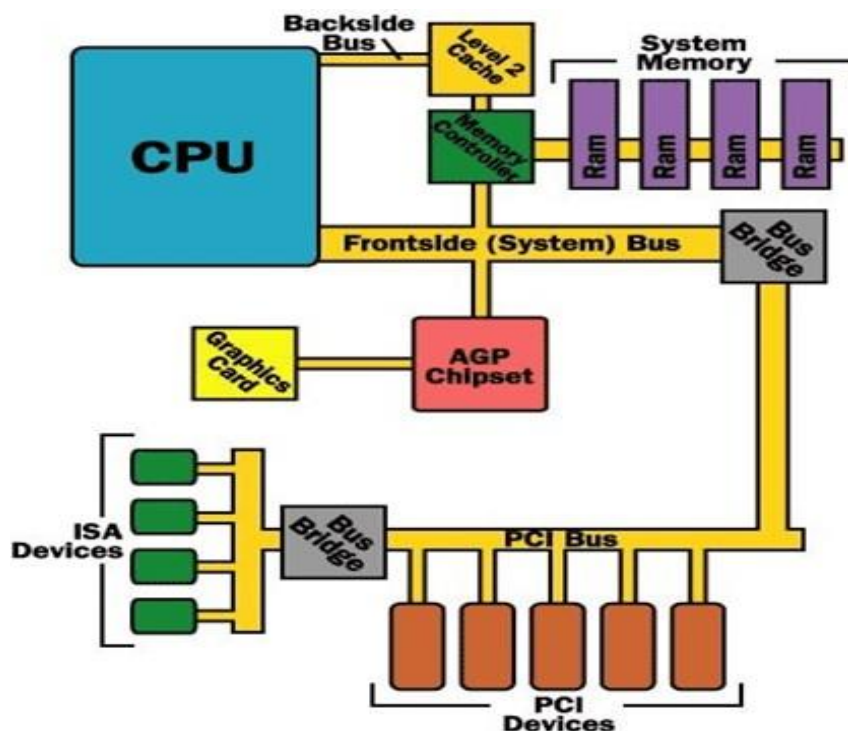 Backside
Bus
Level 2
Cache
System
Memory
CPU
Memory
Controller
Ram
Ram
Ram
Ram
Frontside (System) Bus
Bus
Bridge
Graphics
Card
AGP
Chipset
ISA
Devices
Bus
Bridge
PCI Bus
PCI
Devices